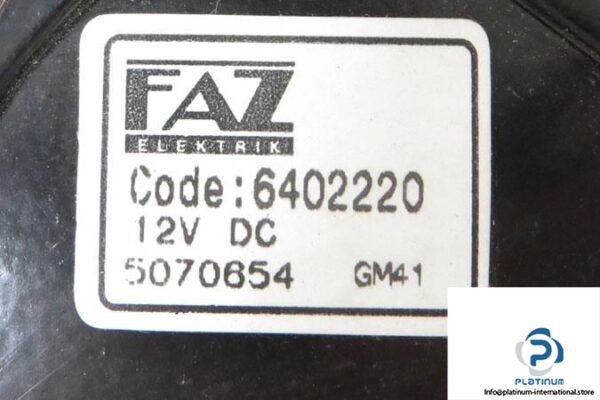 FAZ
ELEKTRIK
Code:6402220
12V DC
5070654 GM41
PLATINUM
Info@platinum-international.store